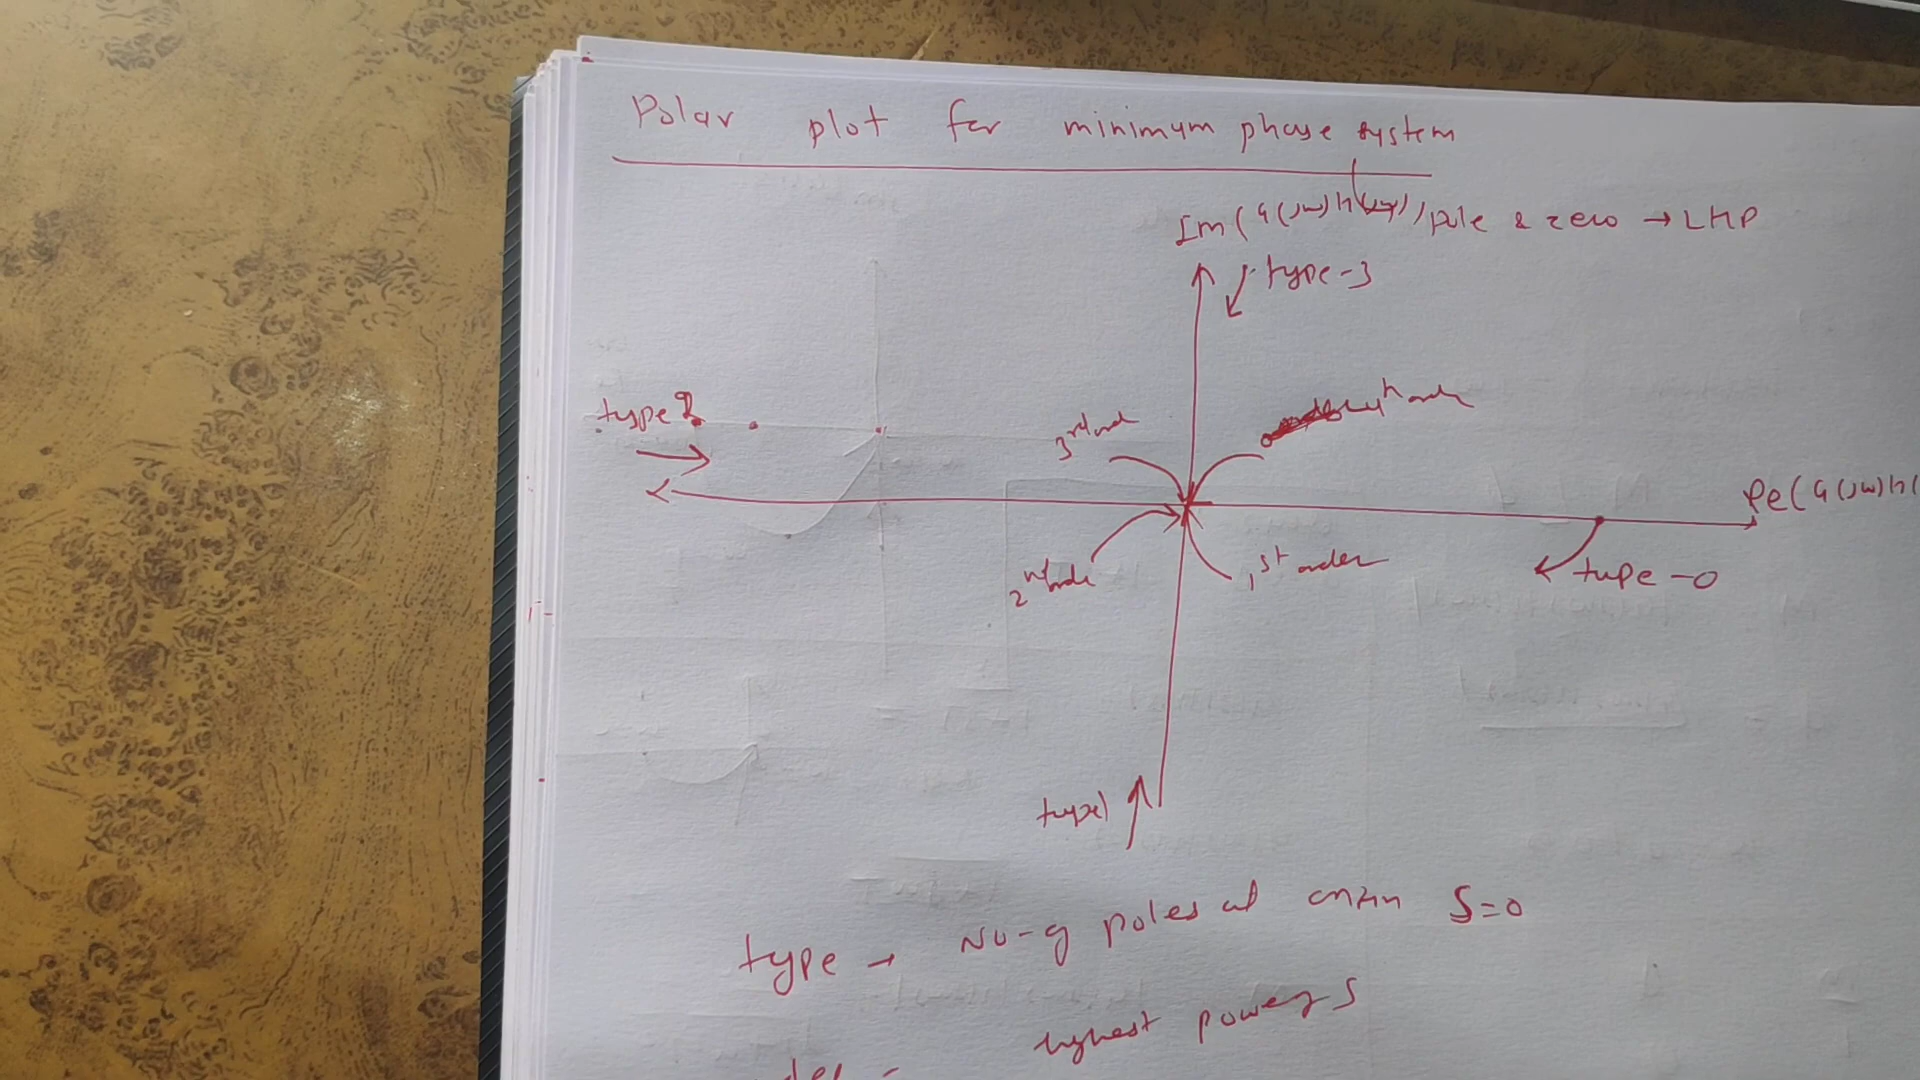 Polar plot for minimum phase system
Im(G(jw)H(jw)) pole & zero → LHP
type-3
type 2
3rd order
4th order
Re(G(jw)H(
2nd order
1st order
type-0
type 1
type → No-of poles at origin S=0
highest power of S